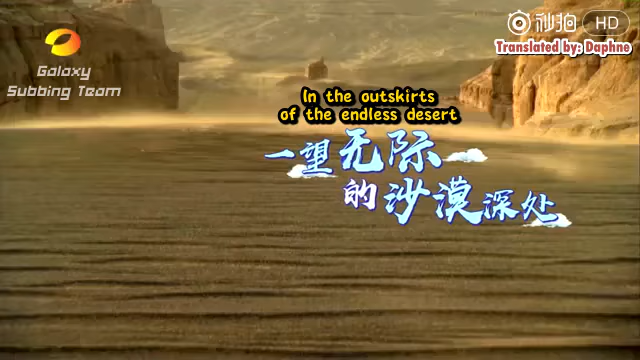 Galaxy
Subbing Team
秒拍 HD
Translated by: Daphne
In the outskirts
of the endless desert
一望无际
的沙漠深处